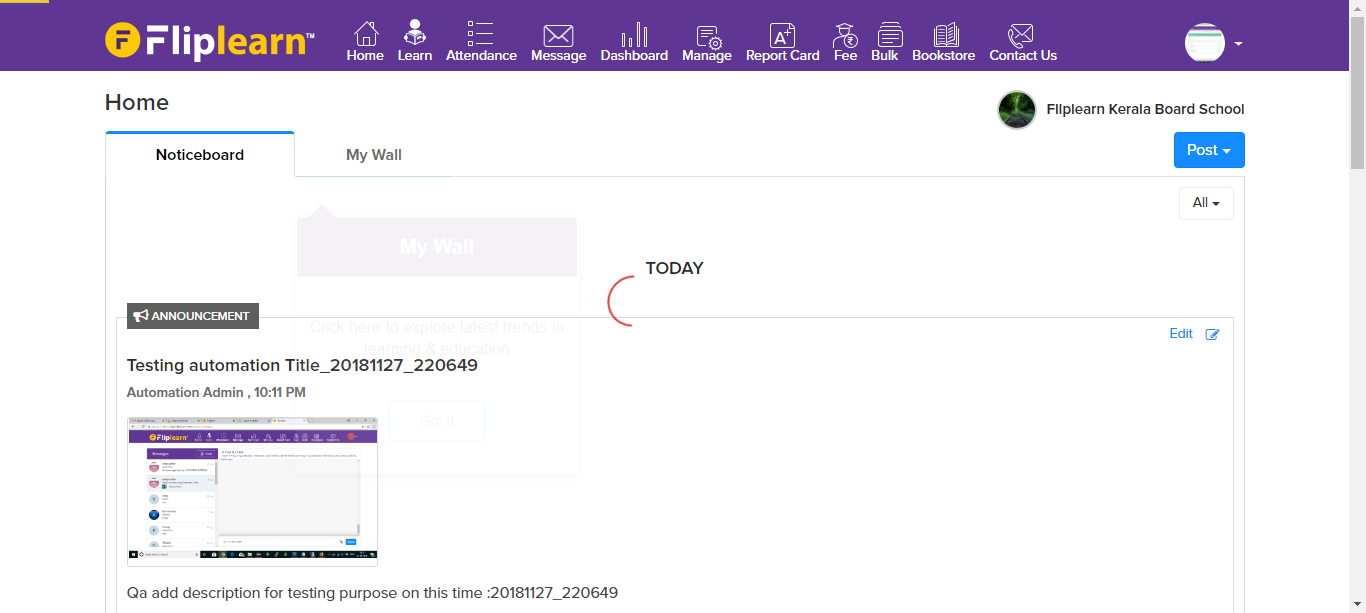 Fliplearn™
Home Learn Attendance Message Dashboard Manage Report Card Fee Bulk Bookstore Contact Us
Home
Fliplearn Kerala Board School
Noticeboard My Wall
Post
All
My Wall
TODAY
ANNOUNCEMENT
Click here to explore latest trends in
learning & education
Edit
Testing automation Title_20181127_220649
Automation Admin , 10:11 PM
Got It
Fliplearn
Qa add description for testing purpose on this time :20181127_220649